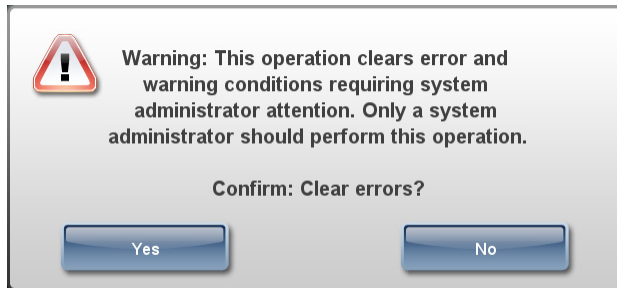 Warning: This operation clears error and
warning conditions requiring system
administrator attention. Only a system
administrator should perform this operation.
Confirm: Clear errors?
Yes
No